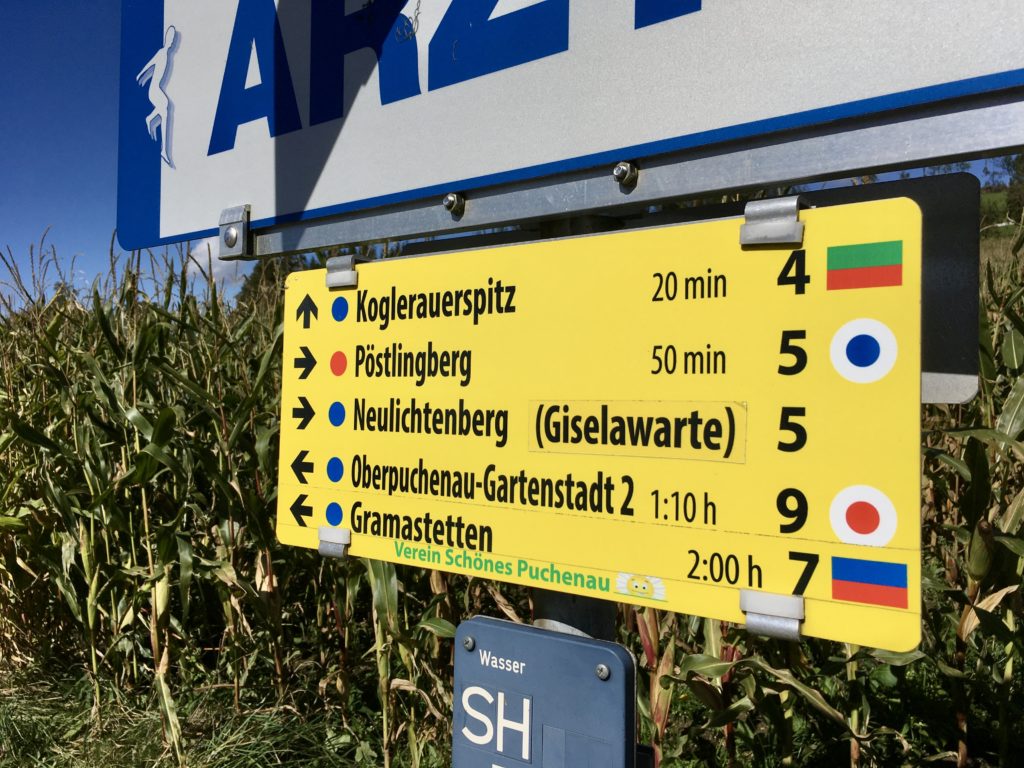 ARZT
↑ Koglerauerspitz 20 min 4
→ Pöstlingberg 50 min 5
→ Neulichtenberg (Giselawarte) 5
← Oberpuchenau-Gartenstadt 2 1:10 h 9
← Gramastetten 2:00 h 7
Verein Schönes Puchenau
Wasser
SH